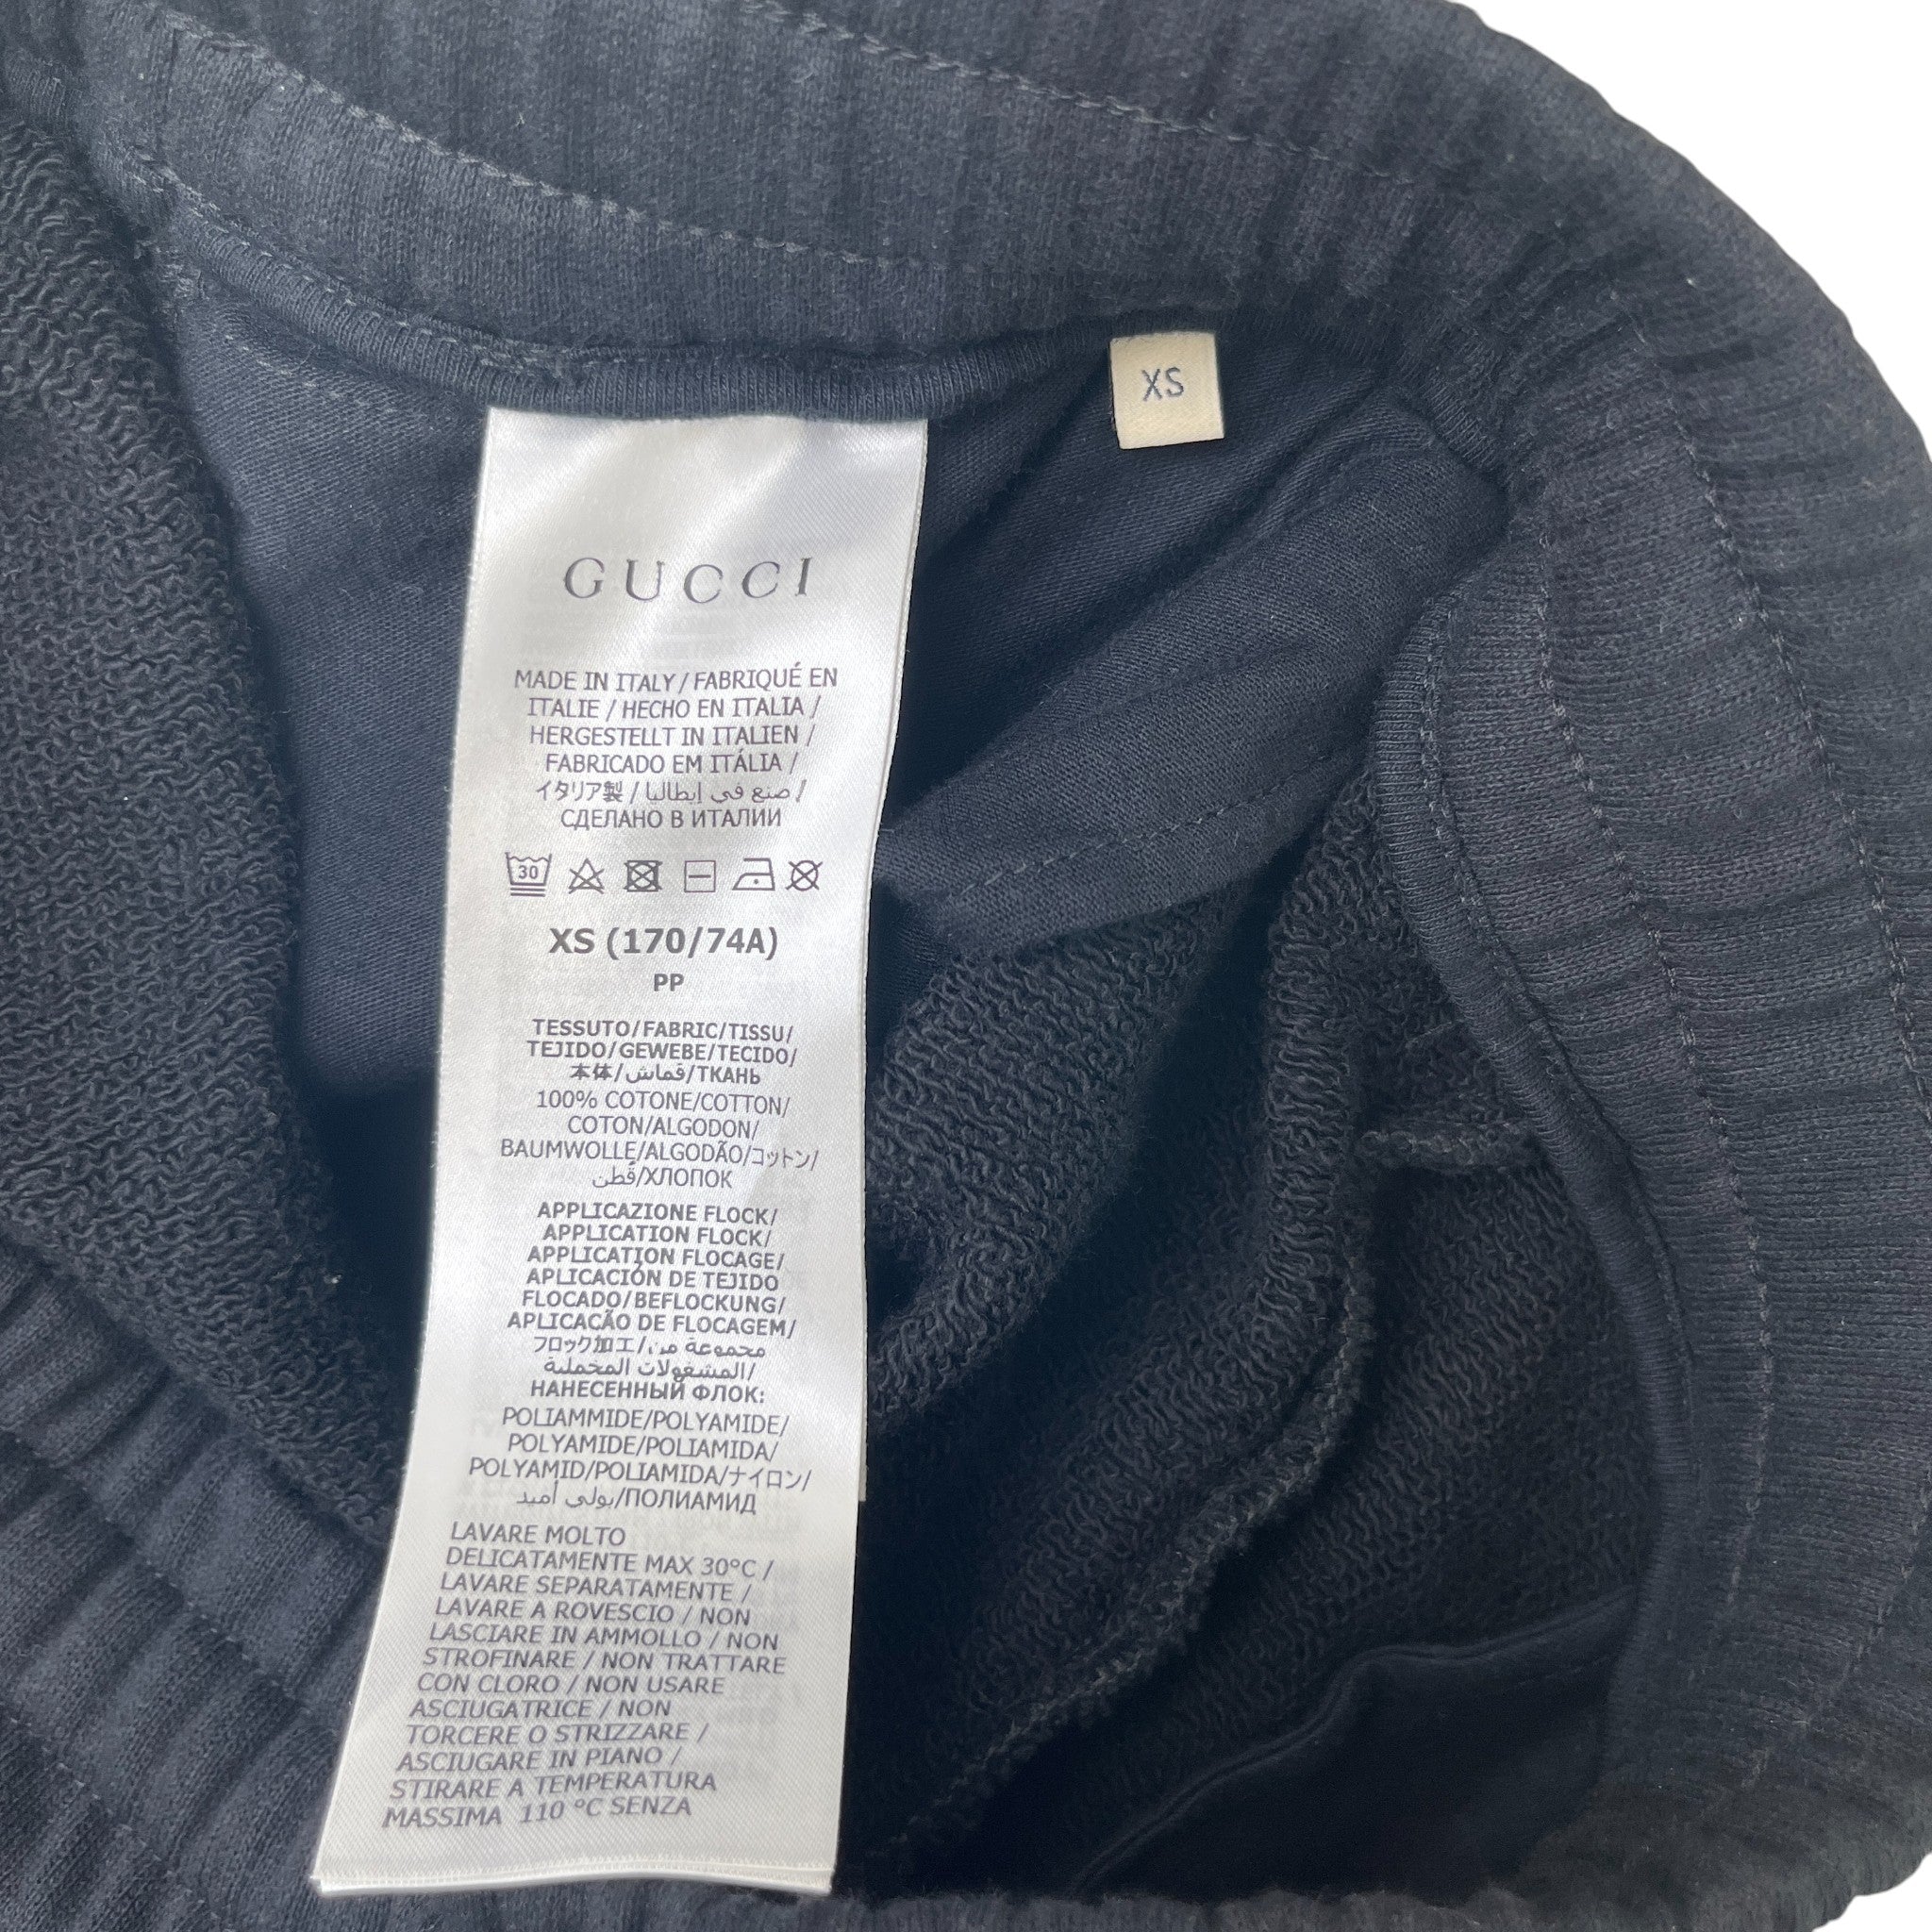 XS
GUCCI
MADE IN ITALY / FABRIQUÉ EN
ITALIE / HECHO EN ITALIA /
HERGESTELLT IN ITALIEN /
FABRICADO EM ITÁLIA /
イタリア製 / صنع في إيطاليا /
СДЕЛАНО В ИТАЛИИ
30
XS (170/74A)
PP
TESSUTO/FABRIC/TISSU/
TEJIDO/GEWEBE/TECIDO/
本体/قماش/ТКАНЬ
100% COTONE/COTTON/
COTON/ALGODON/
BAUMWOLLE/ALGODÃO/コットン/
قطن/ХЛОПОК
APPLICAZIONE FLOCK/
APPLICATION FLOCK/
APPLICATION FLOCAGE/
APLICACIÓN DE TEJIDO
FLOCADO/BEFLOCKUNG/
APLICAÇÃO DE FLOCAGEM/
フロック加工/مجموعة من
المشغولات المخملية/
НАНЕСЕННЫЙ ФЛОК:
POLIAMMIDE/POLYAMIDE/
POLYAMIDE/POLIAMIDA/
POLYAMID/POLIAMIDA/ナイロン/
بولي أميد/ПОЛИАМИД
LAVARE MOLTO
DELICATAMENTE MAX 30°C /
LAVARE SEPARATAMENTE /
LAVARE A ROVESCIO / NON
LASCIARE IN AMMOLLO / NON
STROFINARE / NON TRATTARE
CON CLORO / NON USARE
ASCIUGATRICE / NON
TORCERE O STRIZZARE /
ASCIUGARE IN PIANO /
STIRARE A TEMPERATURA
MASSIMA 110 °C SENZA